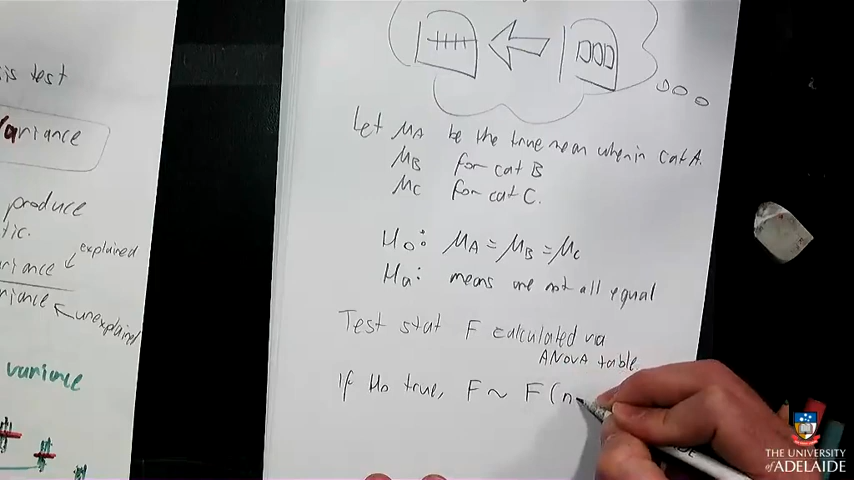 is test
Variance
produce
tic.
explained
riance
riance
unexplained
variance
Let μA be the true mean when in cat A.
μB for cat B
μC for cat C.
H0: μA = μB = μC
Ha: means are not all equal
Test stat F calculated via
ANOVA table.
If H0 true, F ~ F(n
THE UNIVERSITY
of ADELAIDE